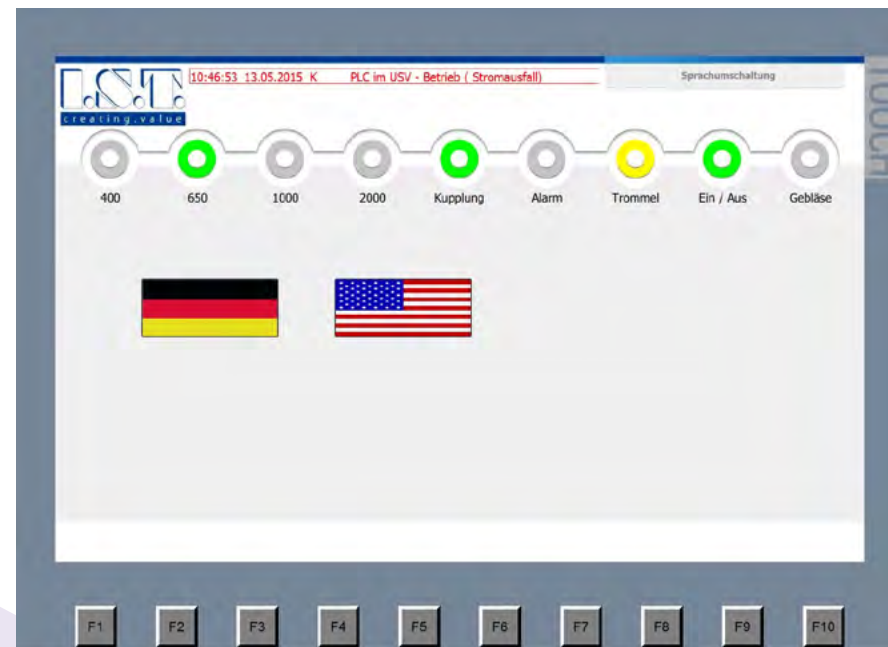 I.S.T.
creating.value
10:46:53 13.05.2015 K PLC im USV - Betrieb ( Stromausfall)
Sprachumschaltung
TOUCH
400 650 1000 2000 Kupplung Alarm Trommel Ein / Aus Gebläse
F1 F2 F3 F4 F5 F6 F7 F8 F9 F10